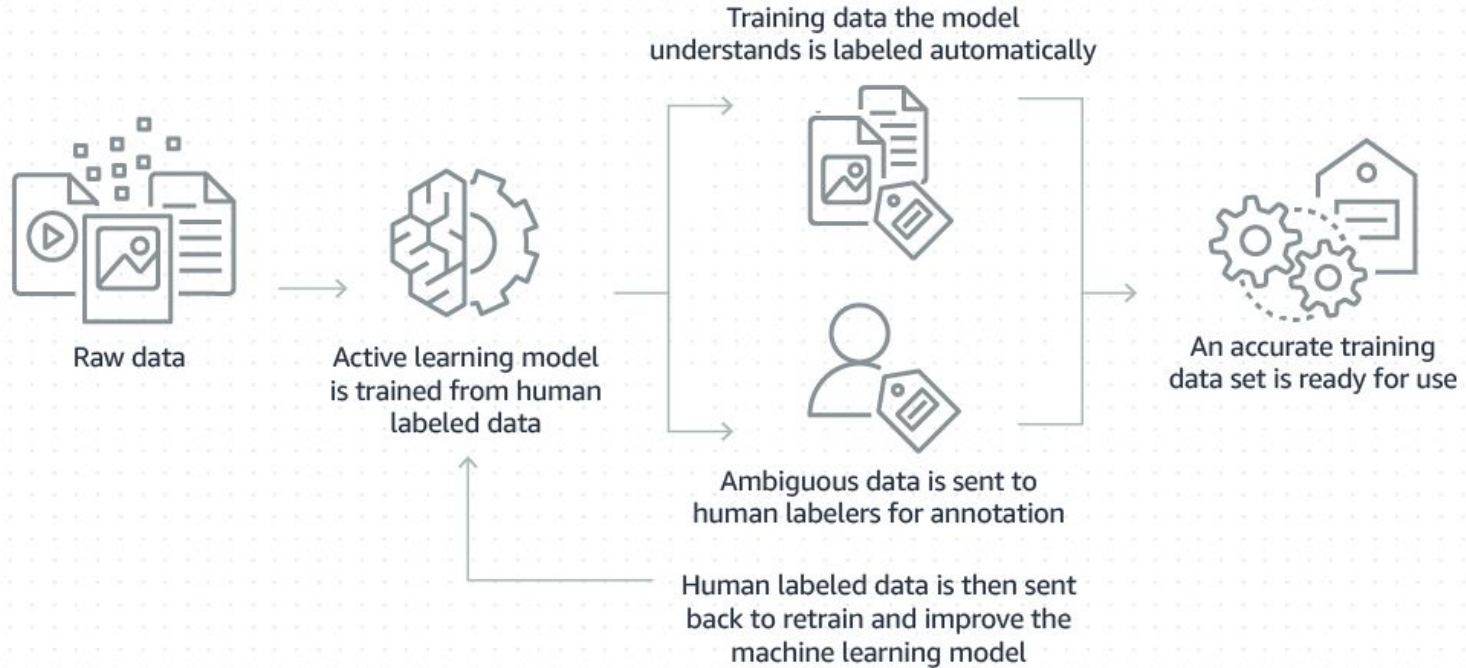 Training data the model
understands is labeled automatically
Raw data
Active learning model
is trained from human
labeled data
Ambiguous data is sent to
human labelers for annotation
Human labeled data is then sent
back to retrain and improve the
machine learning model
An accurate training
data set is ready for use